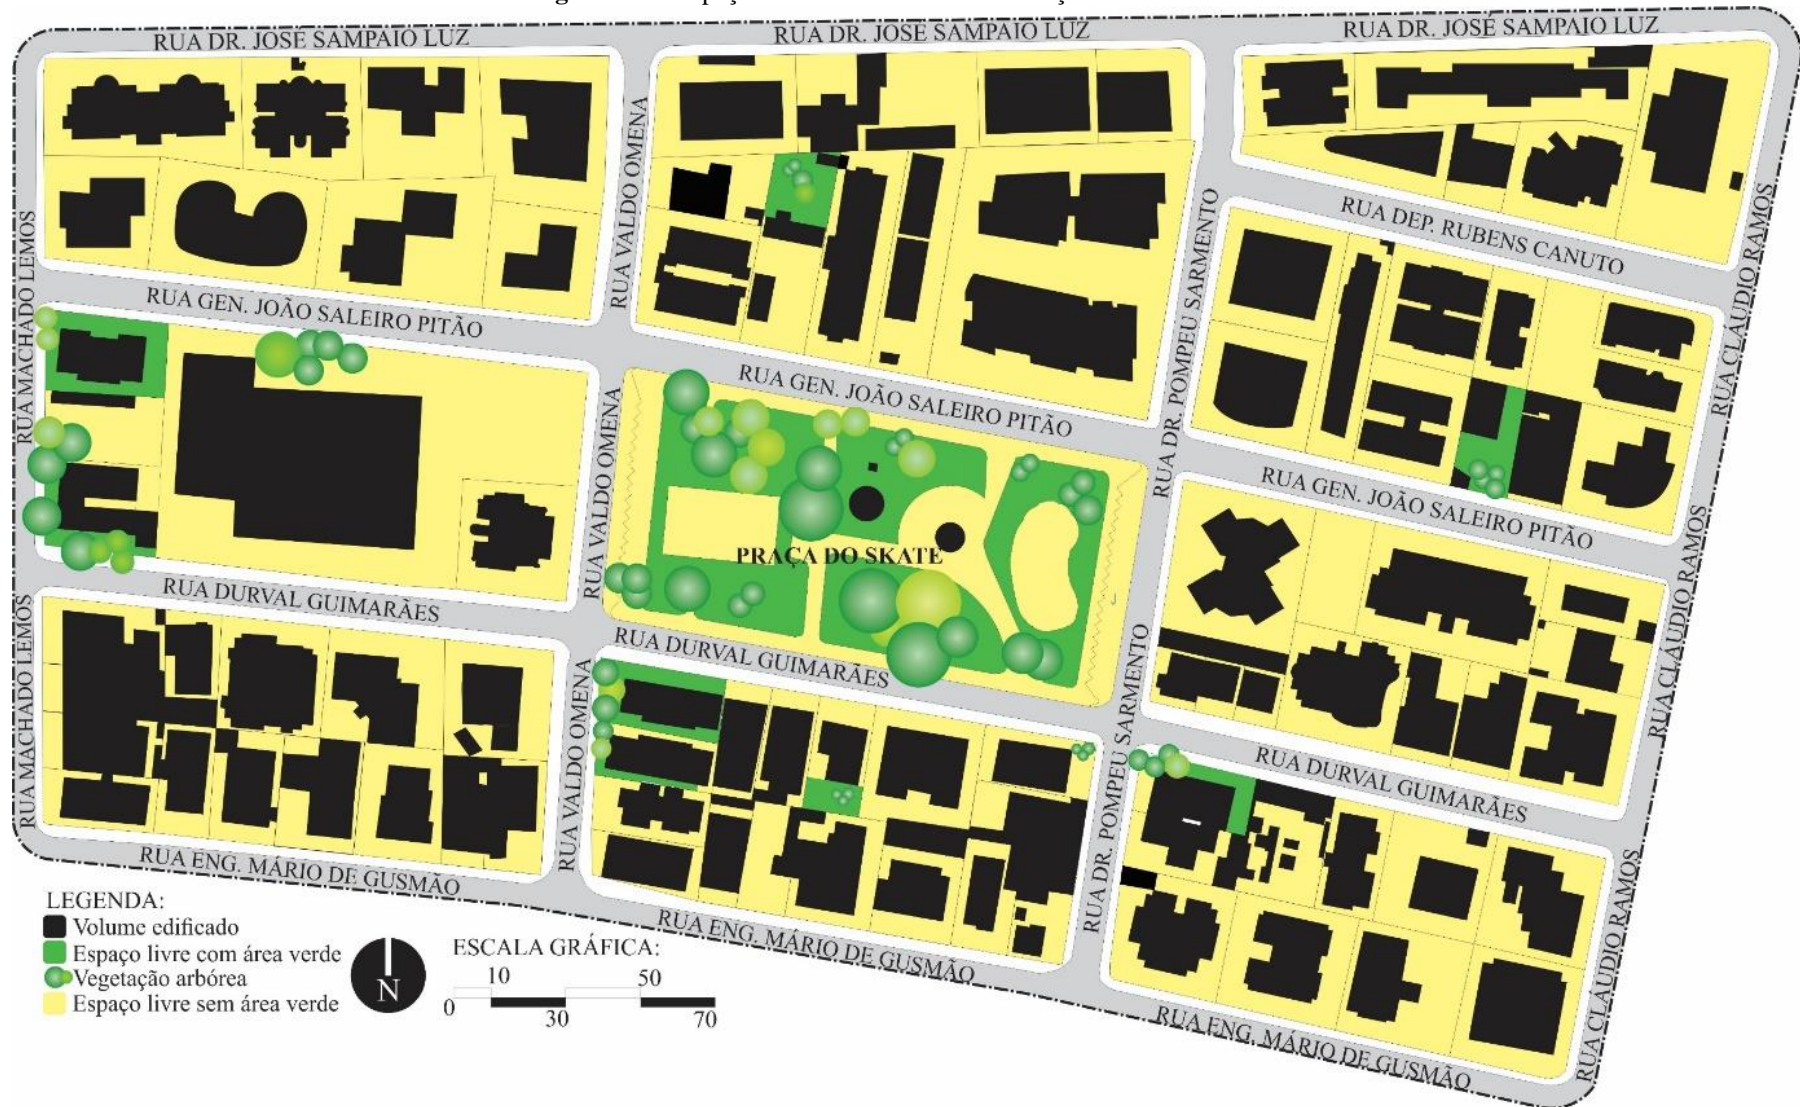 RUA DR. JOSÉ SAMPAIO LUZ
RUA DR. JOSÉ SAMPAIO LUZ
RUA DR. JOSÉ SAMPAIO LUZ
RUA MACHADO LEMOS
RUA VALDO OMENA
RUA DR. POMPEU SARMENTO
RUA DEP. RUBENS CANUTO
RUA CLÁUDIO RAMOS
RUA GEN. JOÃO SALEIRO PITÃO
RUA GEN. JOÃO SALEIRO PITÃO
RUA GEN. JOÃO SALEIRO PITÃO
RUA VALDO OMENA
PRAÇA DO SKATE
RUA CLÁUDIO RAMOS
RUA MACHADO LEMOS
RUA DURVAL GUIMARÃES
RUA DURVAL GUIMARÃES
RUA DURVAL GUIMARÃES
RUA VALDO OMENA
RUA DR. POMPEU SARMENTO
RUA CLÁUDIO RAMOS
RUA ENG. MÁRIO DE GUSMÃO
RUA ENG. MÁRIO DE GUSMÃO
RUA ENG. MÁRIO DE GUSMÃO
LEGENDA:
Volume edificado
Espaço livre com área verde
Vegetação arbórea
Espaço livre sem área verde
N
ESCALA GRÁFICA:
10 50
0 30 70